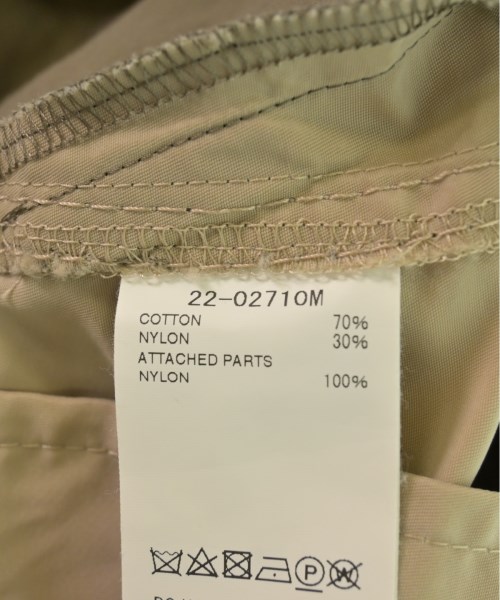 22-02710M
COTTON 70%
NYLON 30%
ATTACHED PARTS
NYLON 100%
P W